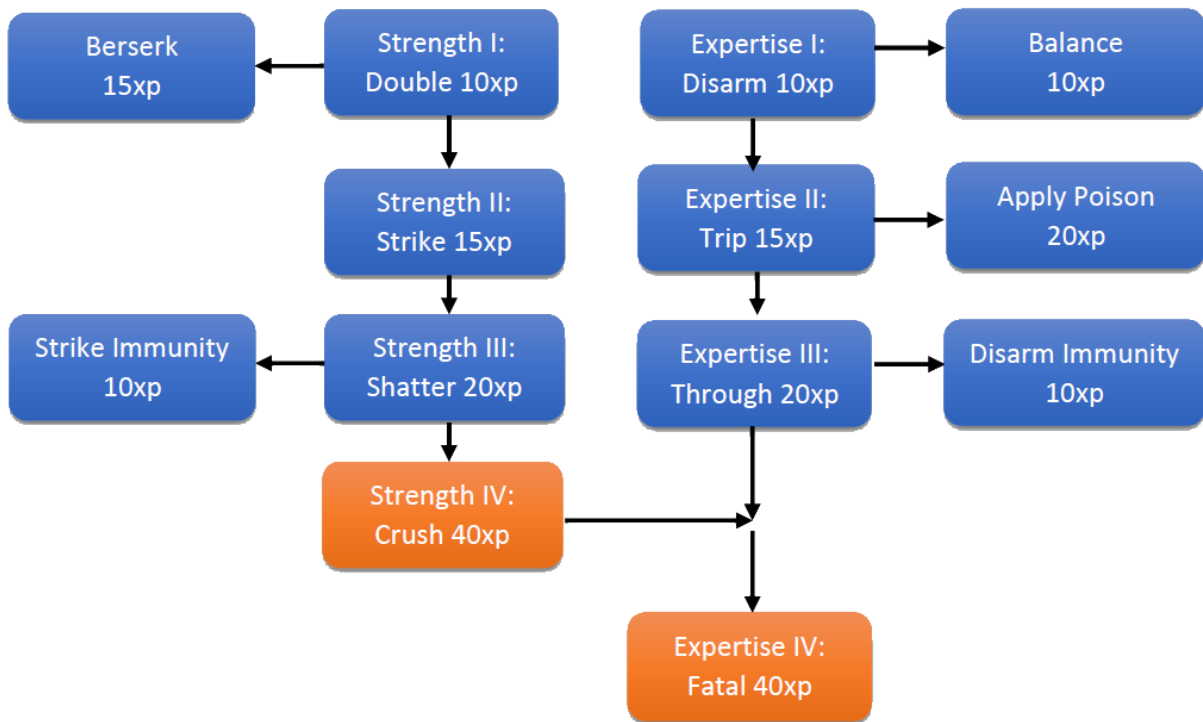 Berserk
15xp
Strength I:
Double 10xp
Expertise I:
Disarm 10xp
Balance
10xp
Strength II:
Strike 15xp
Expertise II:
Trip 15xp
Apply Poison
20xp
Strike Immunity
10xp
Strength III:
Shatter 20xp
Expertise III:
Through 20xp
Disarm Immunity
10xp
Strength IV:
Crush 40xp
Expertise IV:
Fatal 40xp